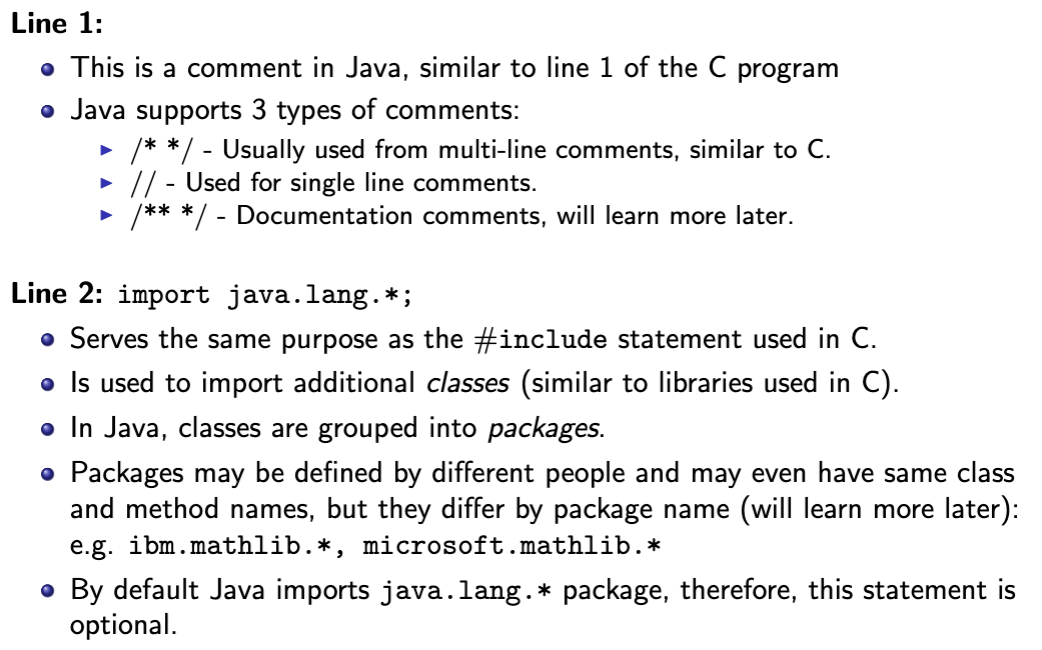 Line 1:
This is a comment in Java, similar to line 1 of the C program
Java supports 3 types of comments:
/* */ - Usually used from multi-line comments, similar to C.
// - Used for single line comments.
/** */ - Documentation comments, will learn more later.
Line 2: import java.lang.*;
Serves the same purpose as the #include statement used in C.
Is used to import additional classes (similar to libraries used in C).
In Java, classes are grouped into packages.
Packages may be defined by different people and may even have same class
and method names, but they differ by package name (will learn more later):
e.g. ibm.mathlib.*, microsoft.mathlib.*
By default Java imports java.lang.* package, therefore, this statement is
optional.